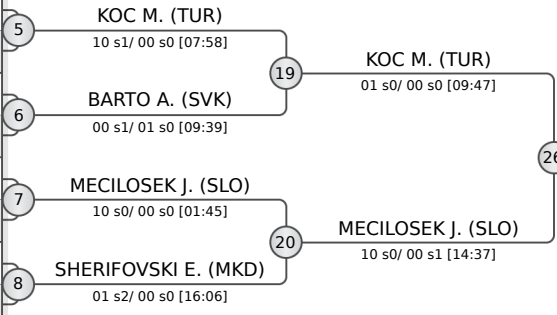 KOC M. (TUR)
5
10 s1/ 00 s0 [07:58]
19
KOC M. (TUR)
01 s0/ 00 s0 [09:47]
BARTO A. (SVK)
6
00 s1/ 01 s0 [09:39]
26
MECILOSEK J. (SLO)
7
10 s0/ 00 s0 [01:45]
20
MECILOSEK J. (SLO)
10 s0/ 00 s1 [14:37]
SHERIFOVSKI E. (MKD)
8
01 s2/ 00 s0 [16:06]